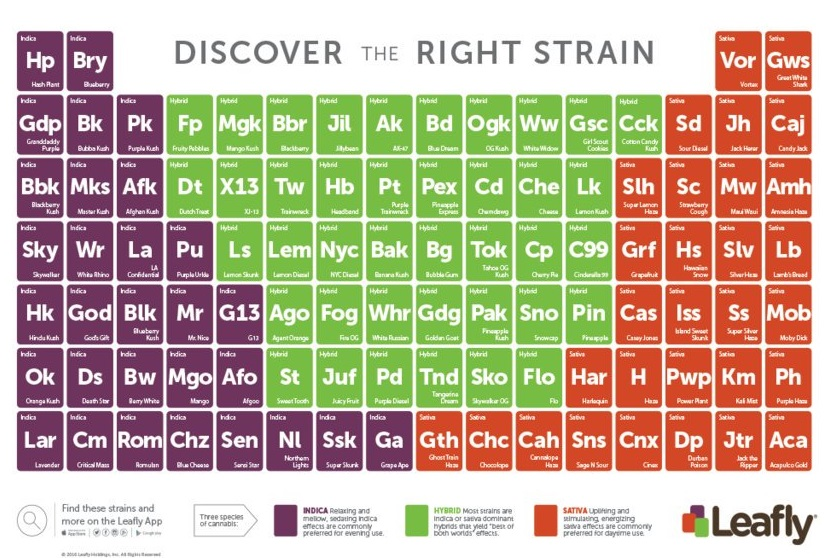 DISCOVER THE RIGHT STRAIN
Indica Hp Hash Plant
Indica Bry Blueberry
Sativa Vor Vortex
Sativa Gws Great White Shark
Indica Gdp Granddaddy Purple
Indica Bk Bubba Kush
Indica Pk Purple Kush
Hybrid Fp Fruity Pebbles
Hybrid Mgk Mango Kush
Hybrid Bbr Blackberry
Hybrid Jil Jillybean
Hybrid Ak AK-47
Hybrid Bd Blue Dream
Hybrid Ogk OG Kush
Hybrid Ww White Widow
Hybrid Gsc Girl Scout Cookies
Hybrid Cck Cotton Candy Kush
Sativa Sd Sour Diesel
Sativa Jh Jack Herer
Sativa Caj Candy Jack
Indica Bbk Blackberry Kush
Indica Mks Master Kush
Indica Afk Afghan Kush
Hybrid Dt Dutch Treat
Hybrid X13 XJ-13
Hybrid Tw Trainwreck
Hybrid Hb Headband
Hybrid Pt Purple Trainwreck
Hybrid Pex Pineapple Express
Hybrid Cd Chemdawg
Hybrid Che Cheese
Hybrid Lk Lemon Kush
Sativa Slh Super Lemon Haze
Sativa Sc Strawberry Cough
Sativa Mw Maui Waui
Sativa Amh Amnesia Haze
Indica Sky Skywalker
Indica Wr White Rhino
Indica La LA Confidential
Indica Pu Purple Urkle
Hybrid Ls Lemon Skunk
Hybrid Lem Lemon Diesel
Hybrid Nyc NYC Diesel
Hybrid Bak Banana Kush
Hybrid Bg Bubble Gum
Hybrid Tok Tahoe OG Kush
Hybrid Cp Cherry Pie
Hybrid C99 Cinderella 99
Sativa Grf Grapefruit
Sativa Hs Hawaiian Snow
Sativa Slv Silver Haze
Sativa Lb Lamb's Bread
Indica Hk Hindu Kush
Indica God God's Gift
Indica Blk Blueberry Kush
Indica Mr Mr. Nice
Indica G13 G13
Hybrid Ago Agent Orange
Hybrid Fog Fire OG
Hybrid Whr White Russian
Hybrid Gdg Golden Goat
Hybrid Pak Pineapple Kush
Hybrid Sno Snowcap
Hybrid Pin Pineapple
Sativa Cas Casey Jones
Sativa Iss Island Sweet Skunk
Sativa Ss Super Silver Haze
Sativa Mob Moby Dick
Indica Ok Orange Kush
Indica Ds Death Star
Indica Bw Berry White
Indica Mgo Mango
Indica Afo Afgoo
Hybrid St Sweet Tooth
Hybrid Juf Juicy Fruit
Hybrid Pd Purple Diesel
Hybrid Tnd Tangerine Dream
Hybrid Sko Skywalker OG
Hybrid Flo Flo
Sativa Har Harlequin
Sativa H Haze
Sativa Pwp Power Plant
Sativa Km Kali Mist
Sativa Ph Purple Haze
Indica Lar Lavender
Indica Cm Critical Mass
Indica Rom Romulan
Indica Chz Blue Cheese
Indica Sen Sensi Star
Indica Nl Northern Lights
Indica Ssk Super Skunk
Indica Ga Grape Ape
Sativa Gth Ghost Train Haze
Sativa Chc Chocolope
Sativa Cah Cannalope Haze
Sativa Sns Sage N Sour
Sativa Cnx Cinex
Sativa Dp Durban Poison
Sativa Jtr Jack the Ripper
Sativa Aca Acapulco Gold
Find these strains and
more on the Leafly App
App Store
Google Play
Three species
of cannabis:
INDICA Relaxing and
mellow, sedating indica
effects are commonly
preferred for evening use.
HYBRID Most strains are
indica or sativa dominant
hybrids that yield "best of
both worlds" effects.
SATIVA Uplifting and
stimulating, energizing
sativa effects are commonly
preferred for daytime use.
Leafly
Leafly Holdings, Inc. All Rights Reserved